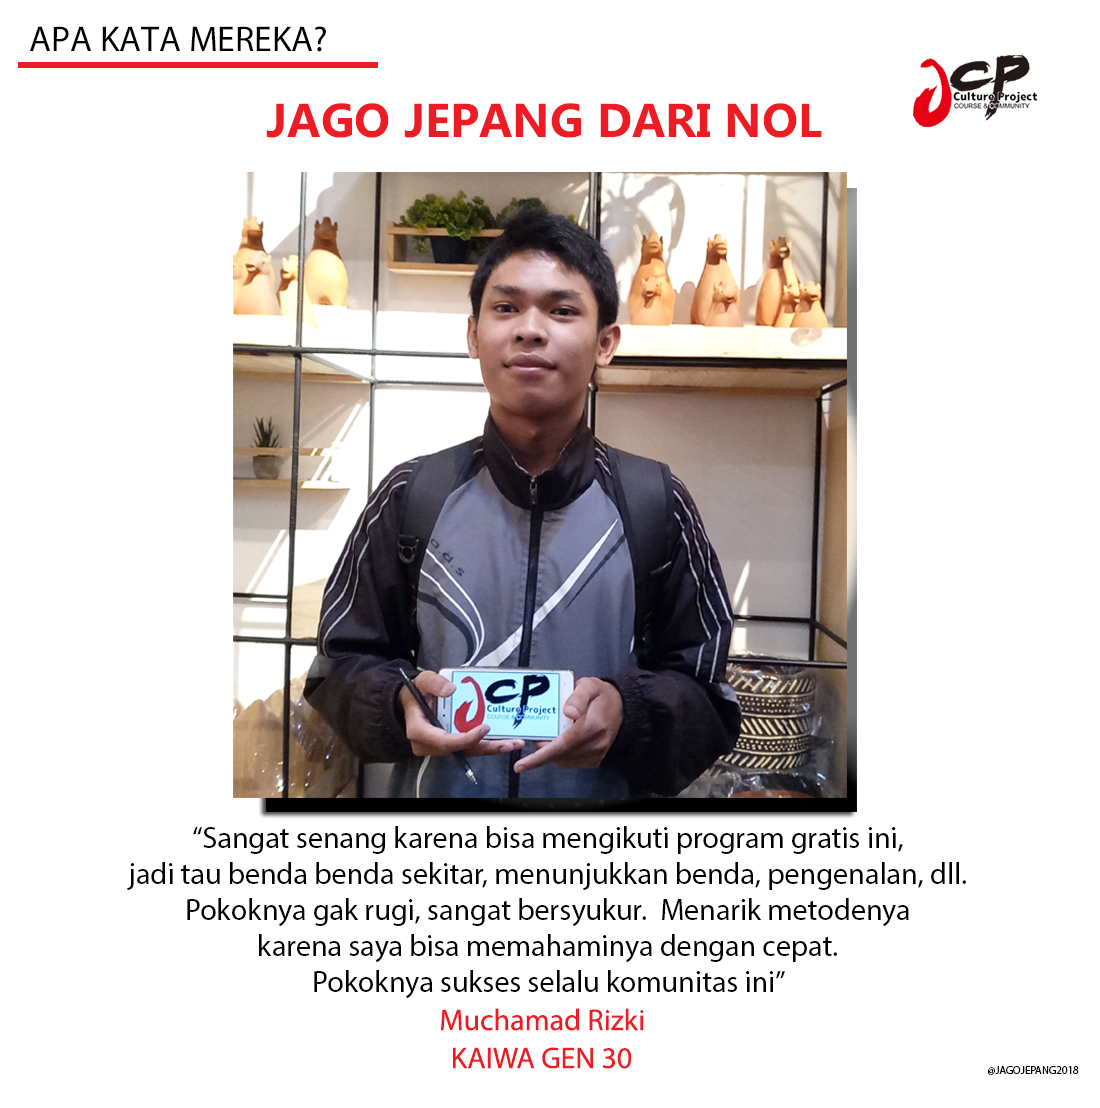 APA KATA MEREKA?
JCP
Culture Project
COURSE & COMMUNITY
JAGO JEPANG DARI NOL
JCP
Culture Project
COURSE & COMMUNITY
“Sangat senang karena bisa mengikuti program gratis ini,
jadi tau benda benda sekitar, menunjukkan benda, pengenalan, dll.
Pokoknya gak rugi, sangat bersyukur.  Menarik metodenya
karena saya bisa memahaminya dengan cepat.
Pokoknya sukses selalu komunitas ini”
Muchamad Rizki
KAIWA GEN 30
@JAGOJEPANG2018